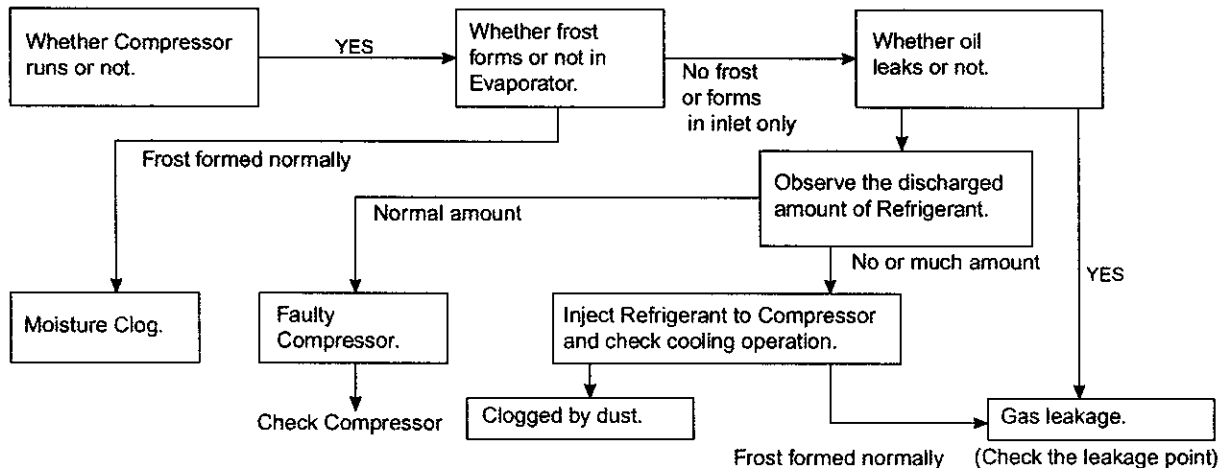 Whether Compressor
runs or not.
YES
Whether frost
forms or not in
Evaporator.
No frost
or forms
in inlet only
Whether oil
leaks or not.
Frost formed normally
Observe the discharged
amount of Refrigerant.
Normal amount
No or much amount
YES
Moisture Clog.
Faulty
Compressor.
Inject Refrigerant to Compressor
and check cooling operation.
Check Compressor
Clogged by dust.
Gas leakage.
Frost formed normally
(Check the leakage point)